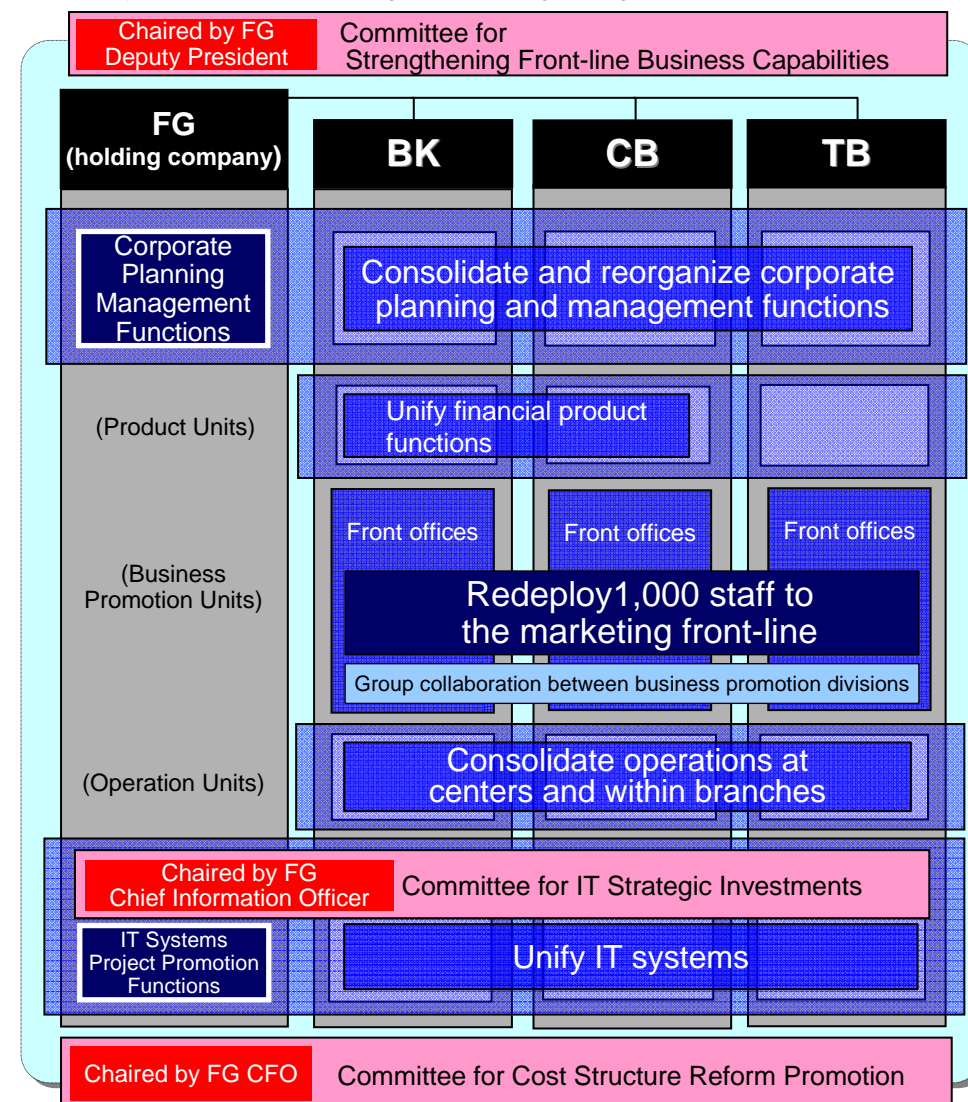 Chaired by FG
Deputy President
Committee for
Strengthening Front-line Business Capabilities
FG
(holding company)
BK
CB
TB
Corporate
Planning
Management
Functions
Consolidate and reorganize corporate
planning and management functions
(Product Units)
Unify financial product
functions
(Business
Promotion Units)
Front offices
Front offices
Front offices
Redeploy1,000 staff to
the marketing front-line
Group collaboration between business promotion divisions
(Operation Units)
Consolidate operations at
centers and within branches
Chaired by FG
Chief Information Officer
Committee for IT Strategic Investments
IT Systems
Project Promotion
Functions
Unify IT systems
Chaired by FG CFO
Committee for Cost Structure Reform Promotion